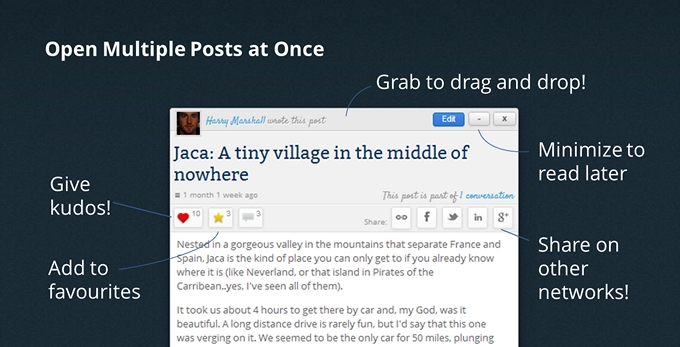 Open Multiple Posts at Once
Grab to drag and drop!
Harry Marshall wrote this post
Edit
-
x
Jaca: A tiny village in the middle of
nowhere
Minimize to
read later
1 month 1 week ago
This post is part of 1 conversation
Give
kudos!
10
3
3
Share:
f
in
g+
Add to
favourites
Share on
other
networks!
Nested in a gorgeous valley in the mountains that separate France and
Spain, Jaca is the kind of place you can only get to if you already know
where it is (like Neverland, or that island in Pirates of the
Carribean..yes, I've seen all of them).
It took us about 4 hours to get there by car and, my God, was it
beautiful. A long distance drive is rarely fun, but I'd say that this one
was verging on it. We seemed to be the only car for 50 miles, plunging